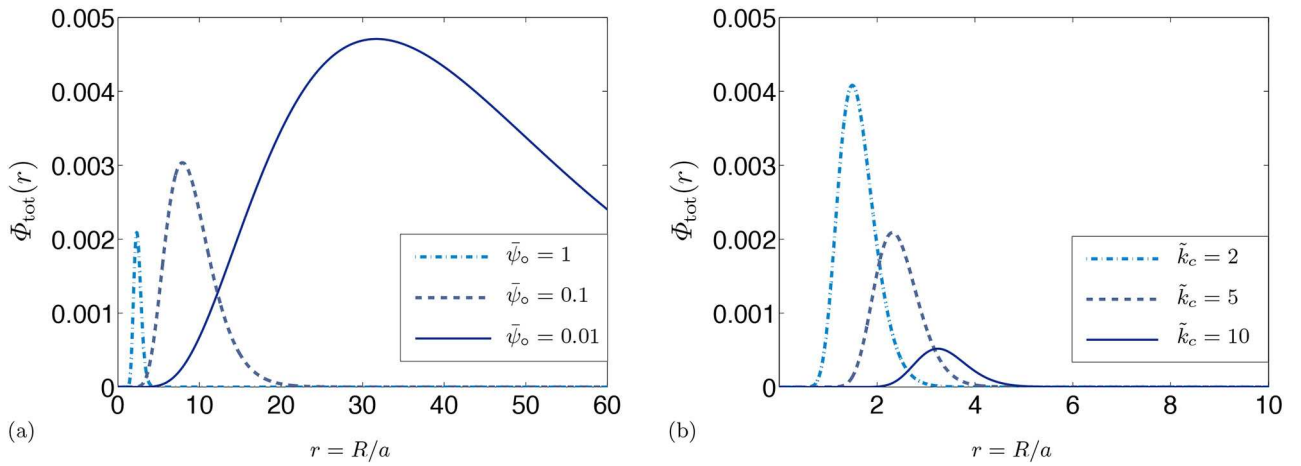 0.005
0.004
0.003
0.002
0.001
0
Φ_tot(r)
ψ̄_∘ = 1
ψ̄_∘ = 0.1
ψ̄_∘ = 0.01
0 10 20 30 40 50 60
(a)
r = R/a
0.005
0.004
0.003
0.002
0.001
0
Φ_tot(r)
k̃_c = 2
k̃_c = 5
k̃_c = 10
2 4 6 8 10
(b)
r = R/a